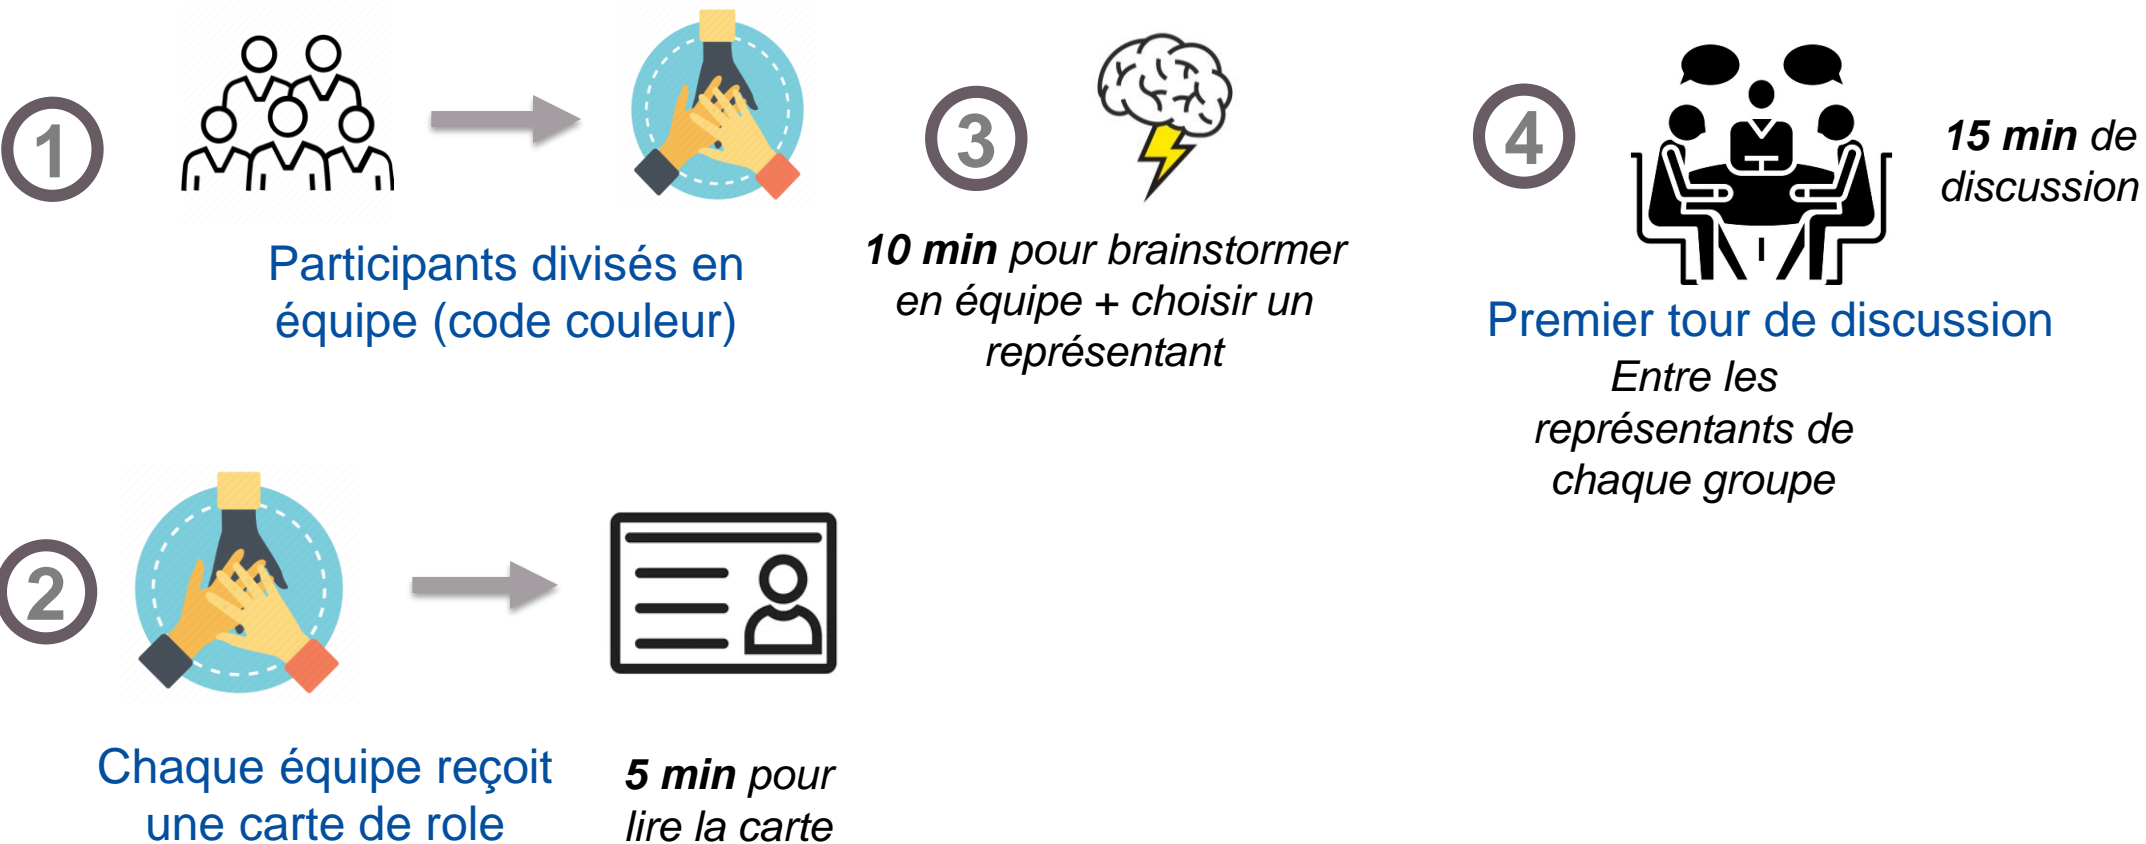 1
Participants divisés en
équipe (code couleur)
2
Chaque équipe reçoit
une carte de role
5 min pour
lire la carte
3
10 min pour brainstormer
en équipe + choisir un
représentant
4
15 min de
discussion
Premier tour de discussion
Entre les
représentants de
chaque groupe